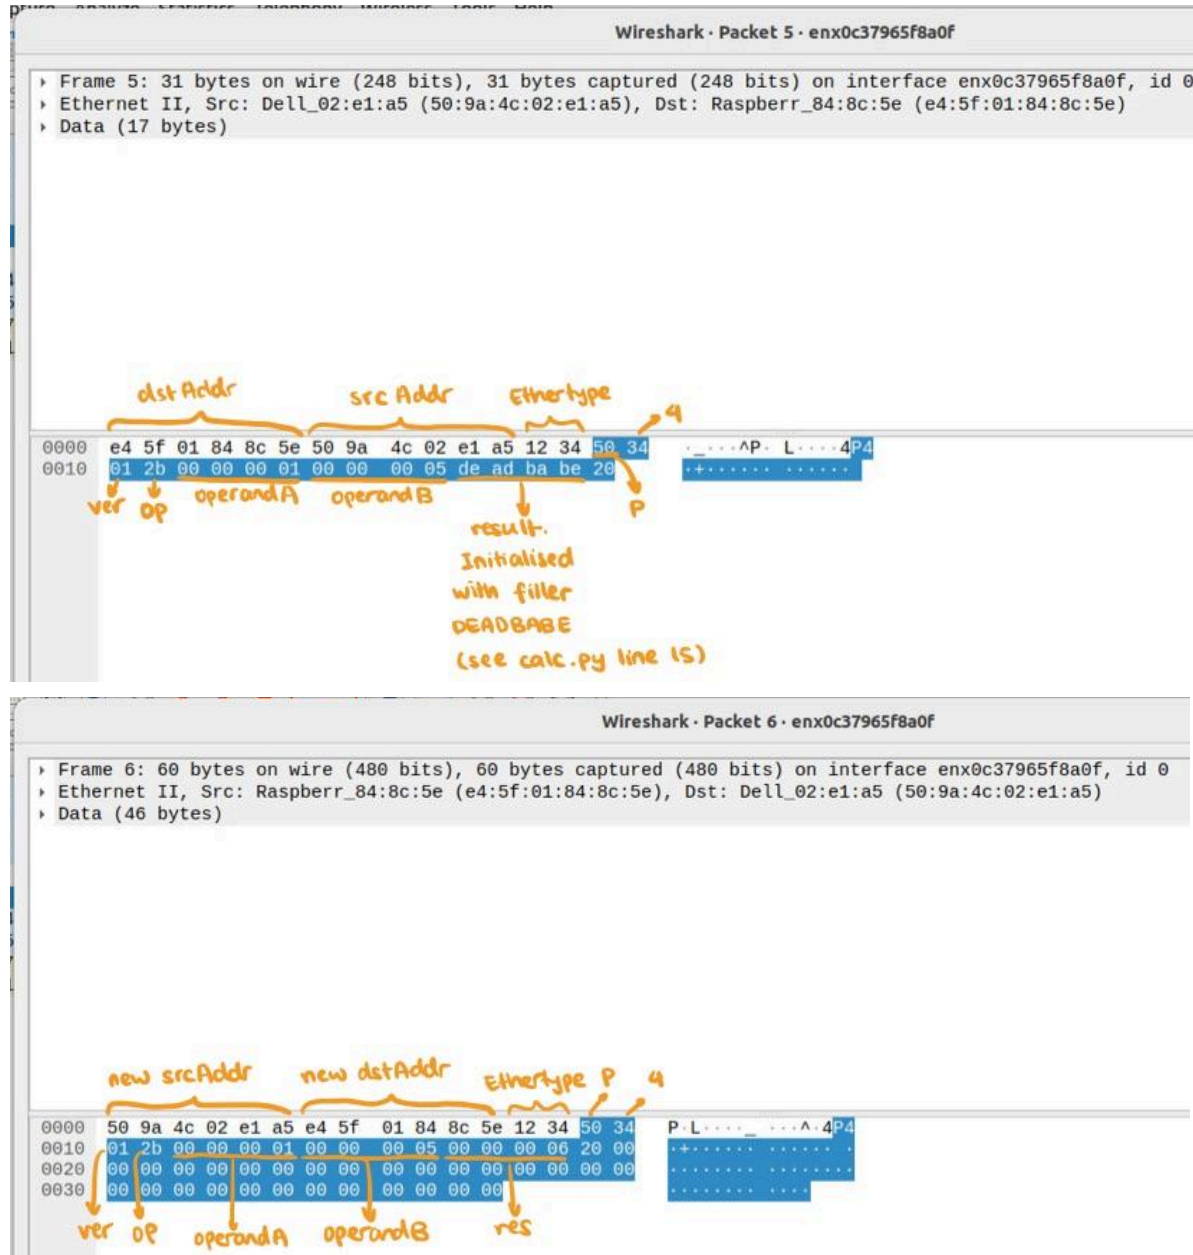 Wireshark · Packet 5 · enx0c37965f8a0f
Frame 5: 31 bytes on wire (248 bits), 31 bytes captured (248 bits) on interface enx0c37965f8a0f, id 0
Ethernet II, Src: Dell_02:e1:a5 (50:9a:4c:02:e1:a5), Dst: Raspberr_84:8c:5e (e4:5f:01:84:8c:5e)
Data (17 bytes)
dstAddr srcAddr Ethertype 4
0000 e4 5f 01 84 8c 5e 50 9a 4c 02 e1 a5 12 34 50 34 ._...^P. L....4P4
0010 01 2b 00 00 00 01 00 00 00 05 de ad ba be 20 .+...... ......
ver OP operandA operandB P
result.
Initialised
with filler
DEADBABE
(see calc.py line 15)
Wireshark · Packet 6 · enx0c37965f8a0f
Frame 6: 60 bytes on wire (480 bits), 60 bytes captured (480 bits) on interface enx0c37965f8a0f, id 0
Ethernet II, Src: Raspberr_84:8c:5e (e4:5f:01:84:8c:5e), Dst: Dell_02:e1:a5 (50:9a:4c:02:e1:a5)
Data (46 bytes)
new srcAddr new dstAddr Ethertype P 4
0000 50 9a 4c 02 e1 a5 e4 5f 01 84 8c 5e 12 34 50 34 P.L...._ ...^.4P4
0010 01 2b 00 00 00 01 00 00 00 05 00 00 00 06 20 00 .+...... ...... .
0020 00 00 00 00 00 00 00 00 00 00 00 00 00 00 00 00 ........ ........
0030 00 00 00 00 00 00 00 00 00 00 00 00 ........ ....
ver OP operandA operandB res